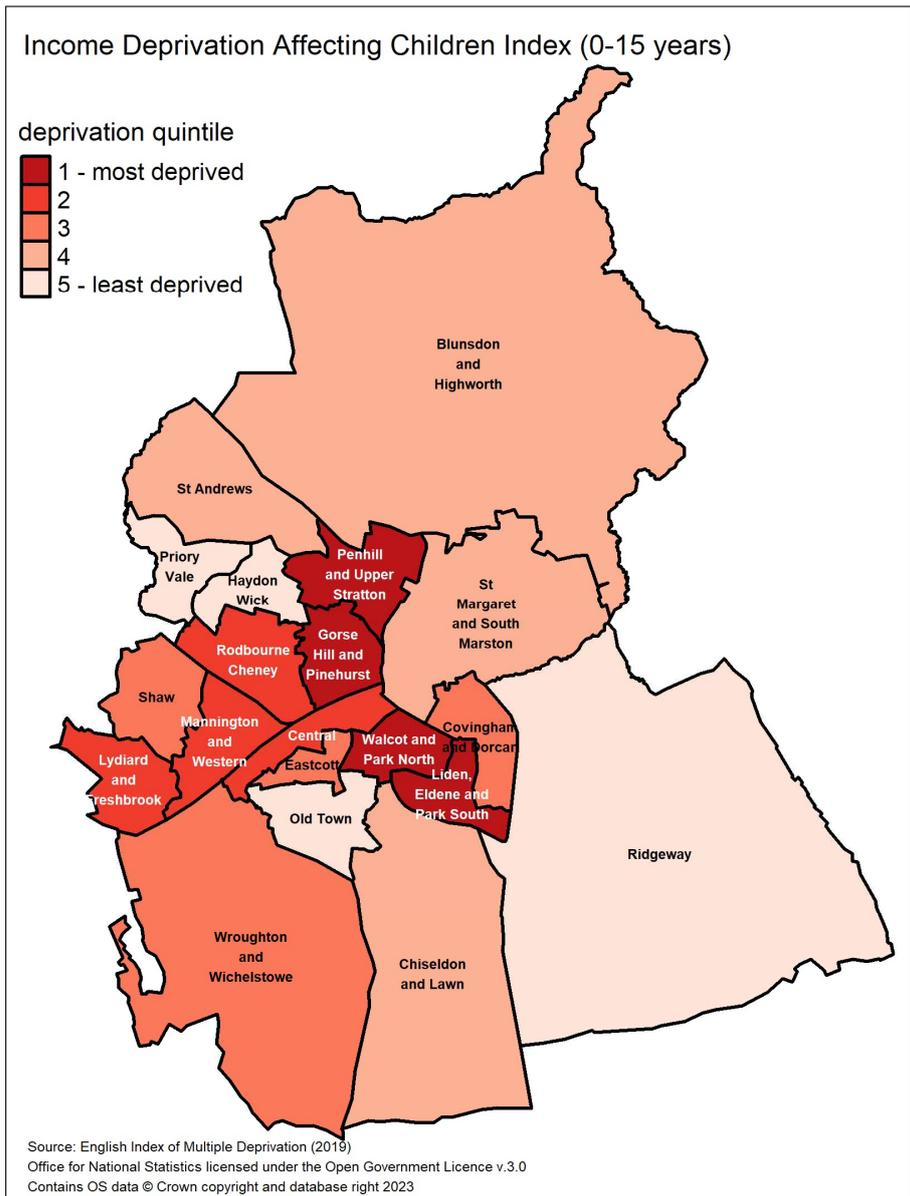 Income Deprivation Affecting Children Index (0-15 years)
deprivation quintile
1 - most deprived
2
3
4
5 - least deprived
Blunsdon
and
Highworth
St Andrews
Priory
Vale
Haydon
Wick
Penhill
and Upper
Stratton
St
Margaret
and South
Marston
Gorse
Hill and
Pinehurst
Rodbourne
Cheney
Shaw
Mannington
and
Western
Central
Walcot and
Park North
Covingham
and Dorcan
Lydiard
and
Freshbrook
Eastcott
Liden,
Eldene and
Park South
Old Town
Ridgeway
Wroughton
and
Wichelstowe
Chiseldon
and Lawn
Source: English Index of Multiple Deprivation (2019)
Office for National Statistics licensed under the Open Government Licence v.3.0
Contains OS data © Crown copyright and database right 2023